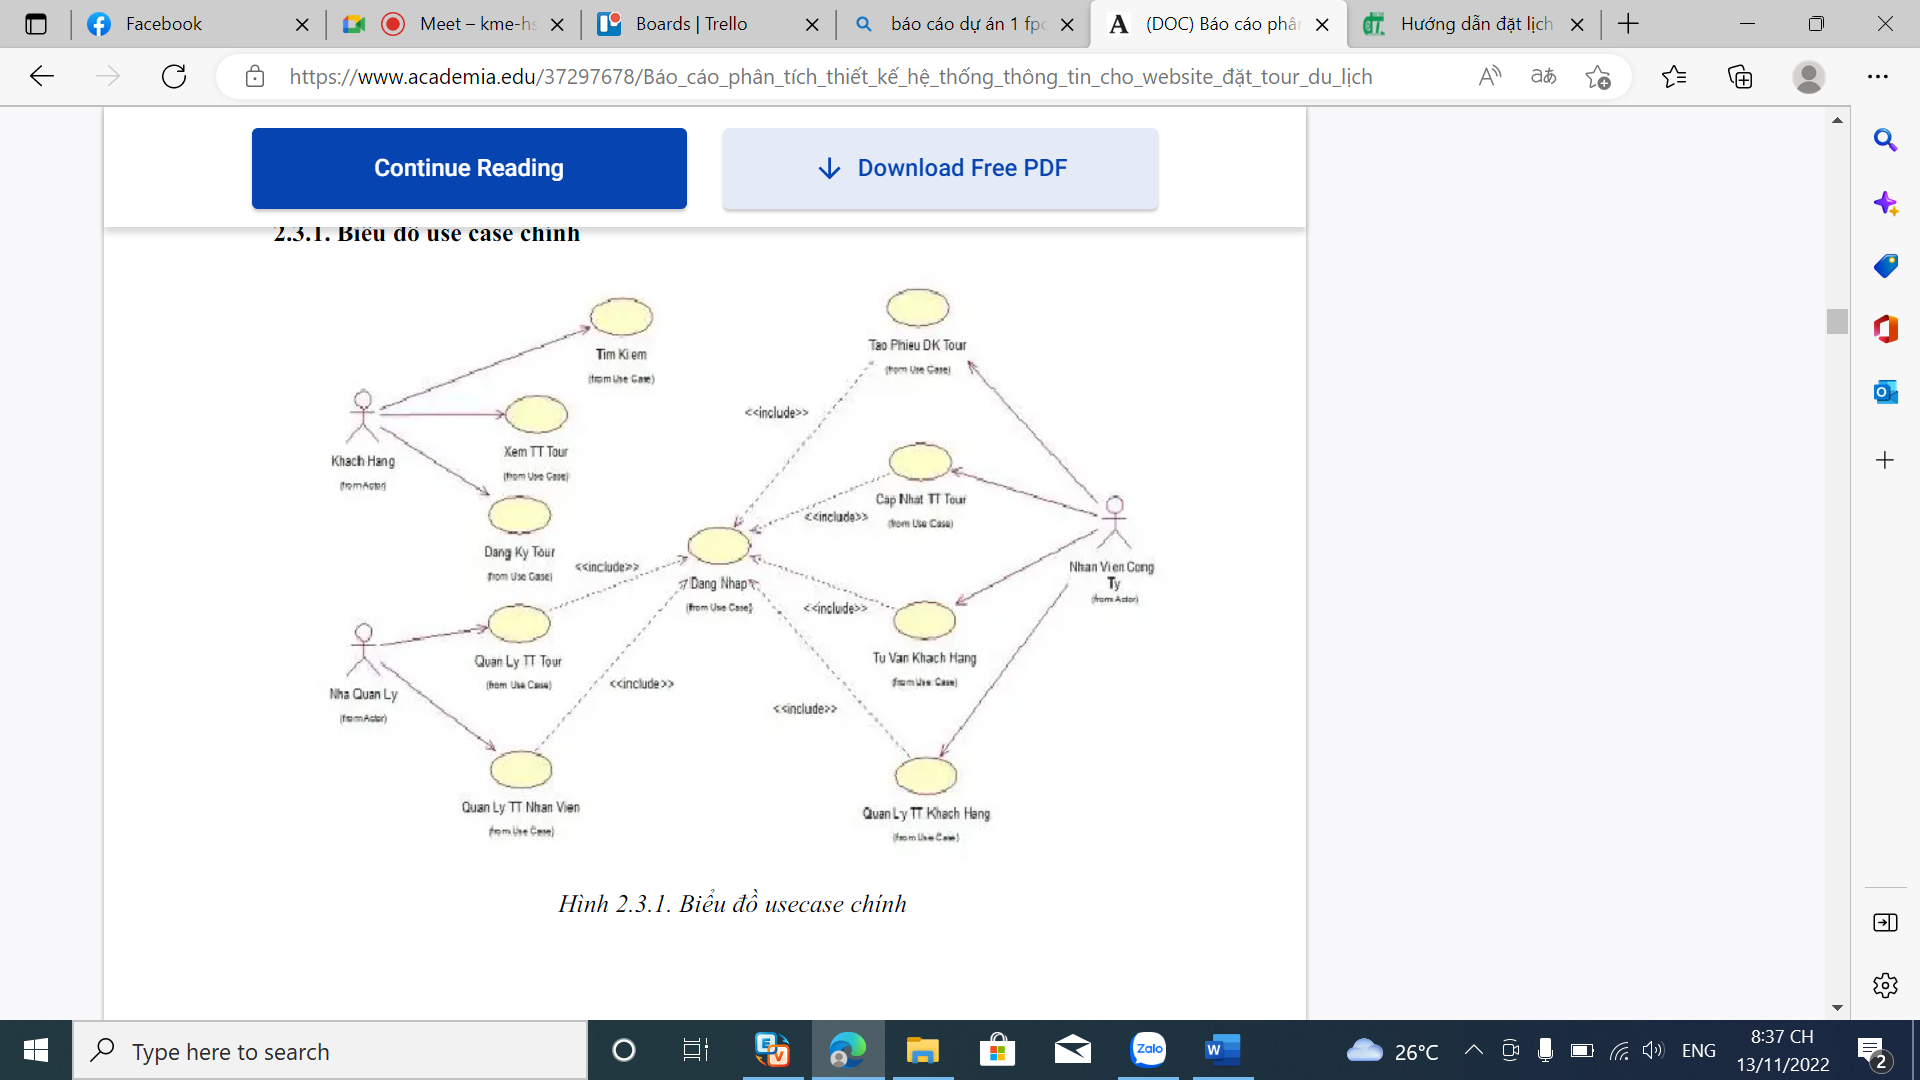 Facebook
Meet – kme-hs
Boards | Trello
báo cáo dự án 1 fpo
(DOC) Báo cáo phân
Hướng dẫn đặt lịch
https://www.academia.edu/37297678/Báo_cáo_phân_tích_thiết_kế_hệ_thống_thông_tin_cho_website_đặt_tour_du_lịch
Continue Reading
Download Free PDF
2.3.1. Biểu đồ use case chính
Tim Kiem
(from Use Case)
Tao Phieu DK Tour
(from Use Case)
<<include>>
Khach Hang
(from Actor)
Xem TT Tour
(from Use Case)
Cap Nhat TT Tour
(from Use Case)
<<include>>
Dang Ky Tour
(from Use Case)
<<include>>
Dang Nhap
(from Use Case)
Nhan Vien Cong
Ty
(from Actor)
<<include>>
Quan Ly TT Tour
(from Use Case)
Tu Van Khach Hang
(from Use Case)
Nha Quan Ly
(from Actor)
<<include>>
<<include>>
Quan Ly TT Nhan Vien
(from Use Case)
Quan Ly TT Khach Hang
(from Use Case)
Hình 2.3.1. Biểu đồ usecase chính
Type here to search
Zalo
26°C
ENG
8:37 CH
13/11/2022
2